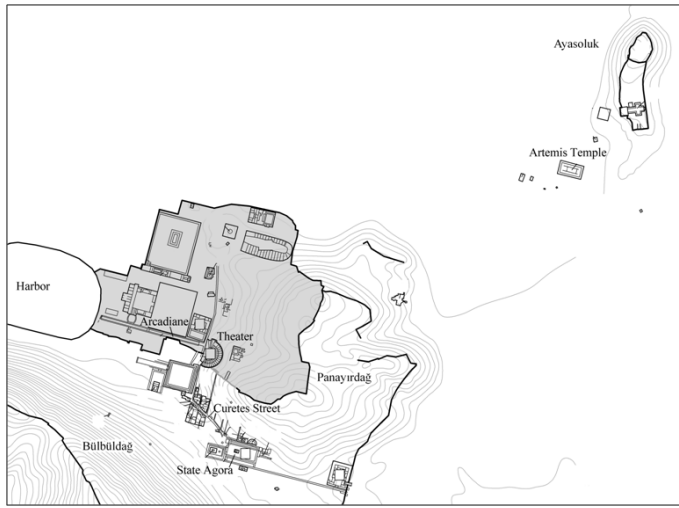 Ayasoluk
Artemis Temple
Harbor
Arcadiane
Theater
Panayırdağ
Curetes Street
Bülbüldağ
State Agora